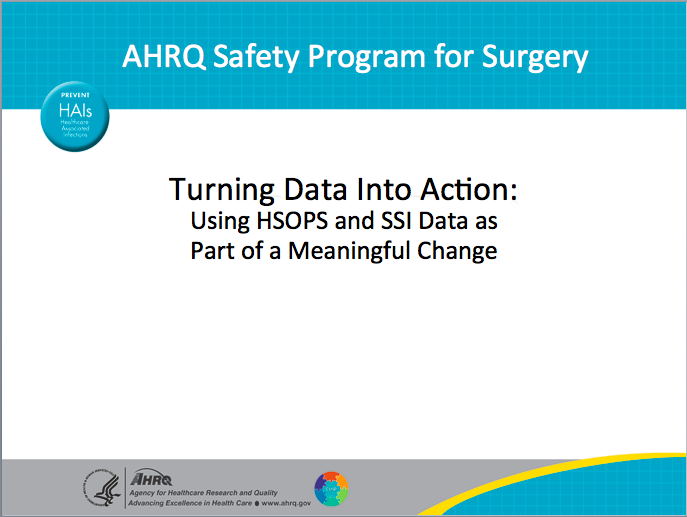 AHRQ Safety Program for Surgery
PREVENT
HAIs
Healthcare
Associated
Infections
Turning Data Into Action:
Using HSOPS and SSI Data as
Part of a Meaningful Change
AHRQ
Agency for Healthcare Research and Quality
Advancing Excellence in Health Care • www.ahrq.gov